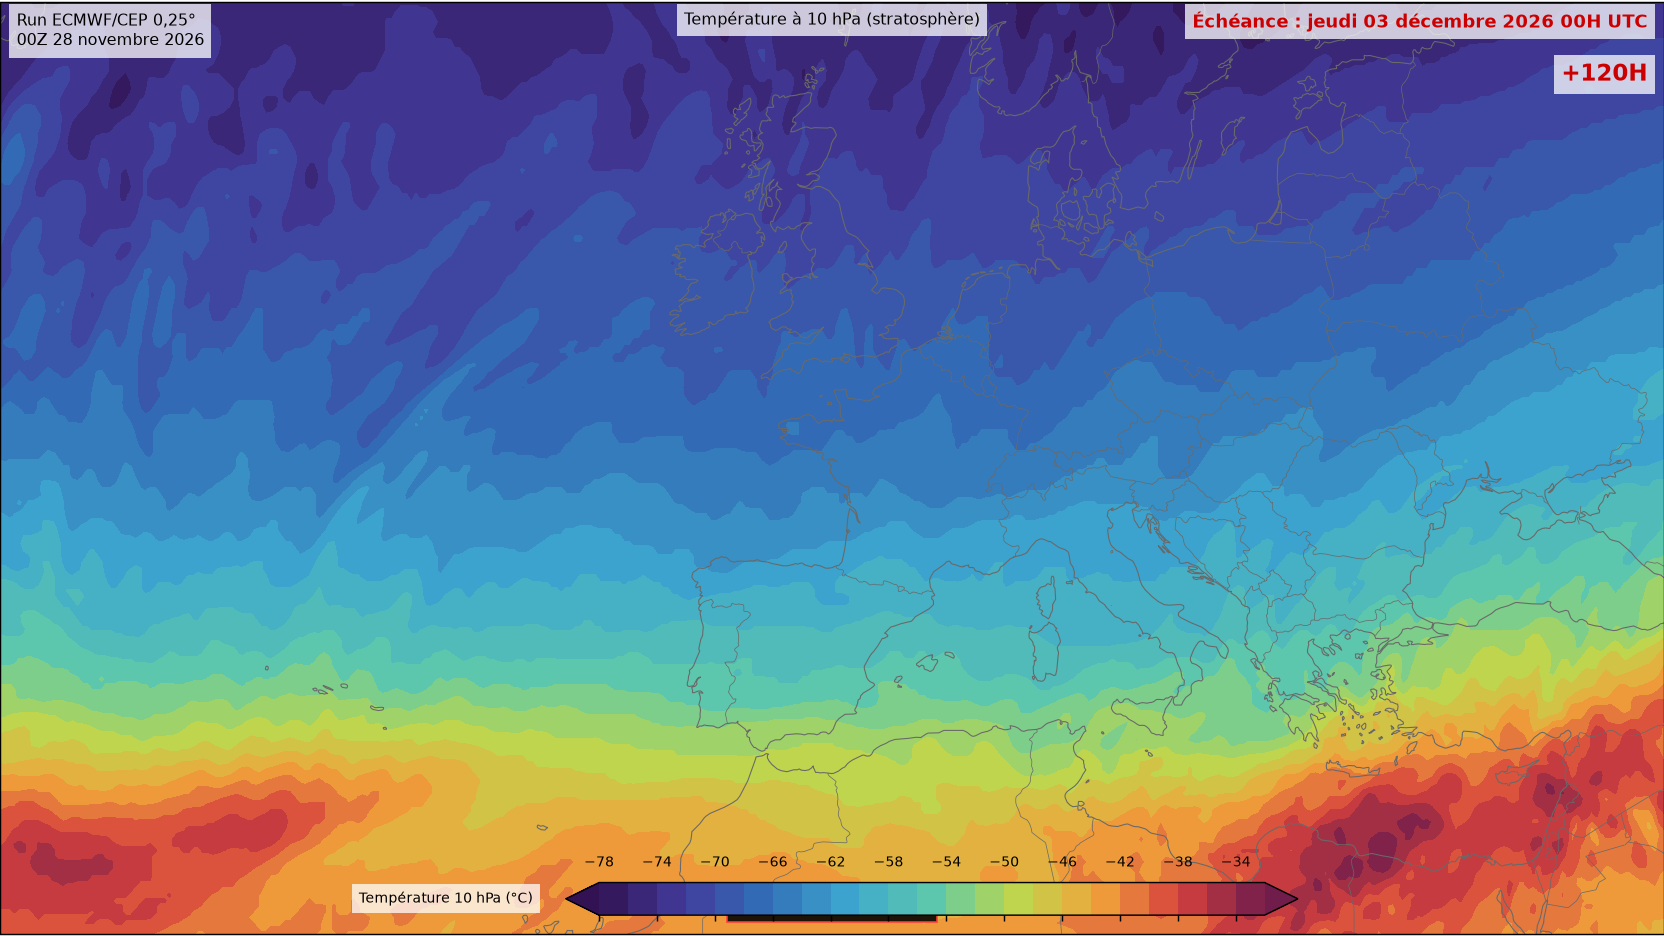 Run ECMWF/CEP 0,25°
00Z 28 novembre 2026
Température à 10 hPa (stratosphère)
Échéance : jeudi 03 décembre 2026 00H UTC
+120H
−78 −74 −70 −66 −62 −58 −54 −50 −46 −42 −38 −34
Température 10 hPa (°C)